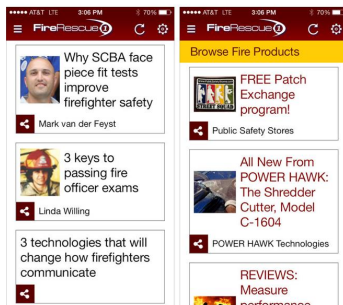 AT&T LTE 3:06 PM 70%
FireRescue1
Why SCBA face
piece fit tests
improve
firefighter safety
Mark van der Feyst
3 keys to
passing fire
officer exams
Linda Willing
3 technologies that will
change how firefighters
communicate
AT&T LTE 3:06 PM 70%
FireRescue1
Browse Fire Products
FREE Patch
Exchange
program!
Public Safety Stores
All New From
POWER HAWK:
The Shredder
Cutter, Model
C-1604
POWER HAWK Technologies
REVIEWS:
Measure
performance